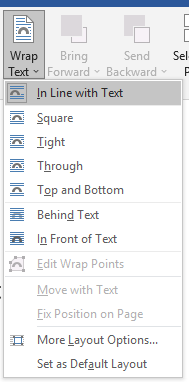 Wrap Bring Send Selec
Text Forward Backward P
In Line with Text
Square
Tight
Through
Top and Bottom
Behind Text
In Front of Text
Edit Wrap Points
Move with Text
Fix Position on Page
More Layout Options...
Set as Default Layout